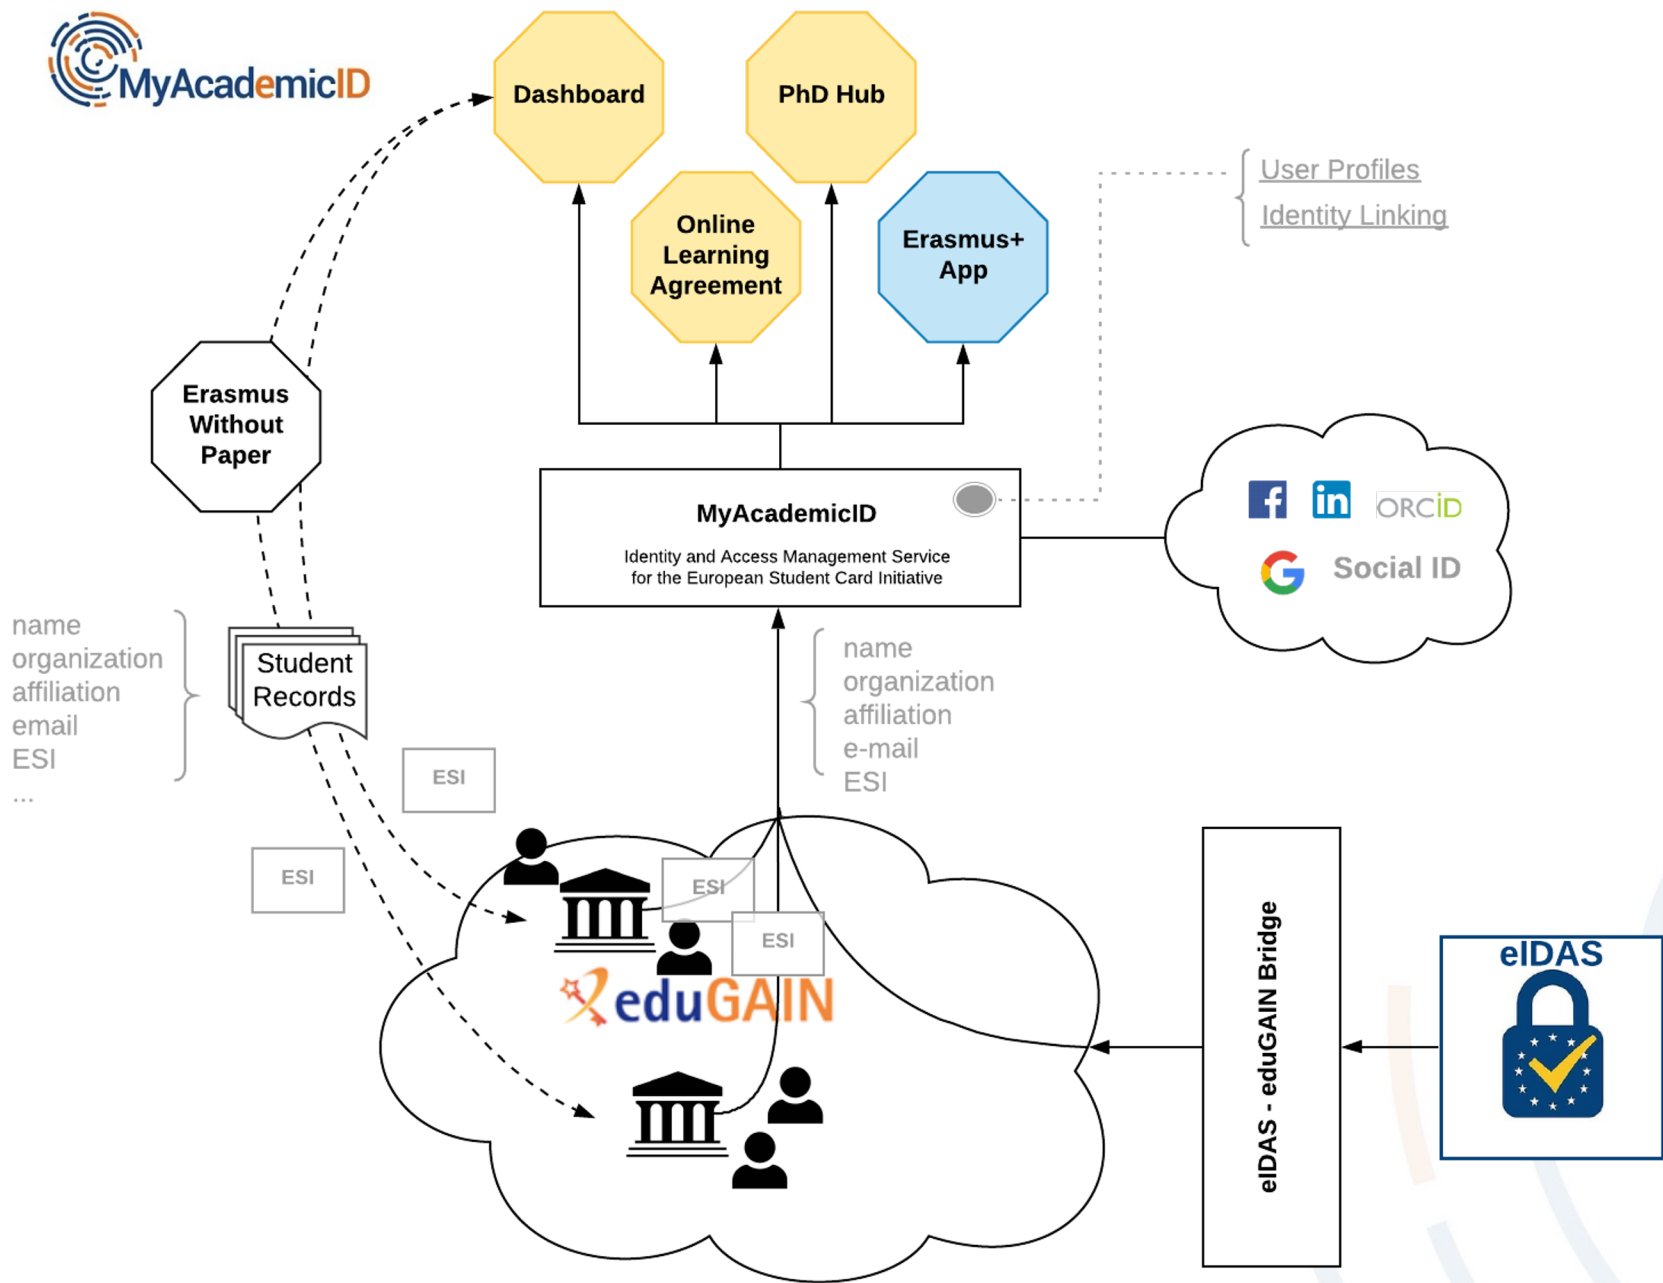 MyAcademicID
Dashboard
PhD Hub
Online
Learning
Agreement
Erasmus+
App
User Profiles
Identity Linking
Erasmus
Without
Paper
MyAcademicID
Identity and Access Management Service
for the European Student Card Initiative
ORCiD
Social ID
name
organization
affiliation
email
ESI
...
Student
Records
name
organization
affiliation
e-mail
ESI
ESI
ESI
ESI
ESI
eduGAIN
eIDAS - eduGAIN Bridge
eIDAS